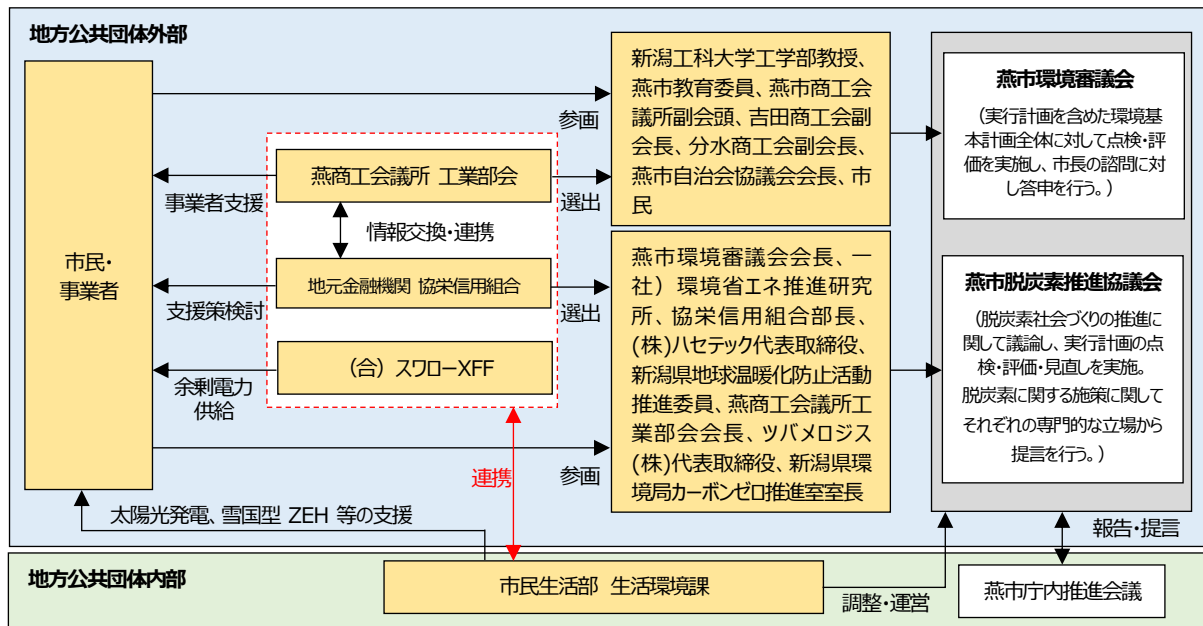 地方公共団体外部
市民・
事業者
参画
事業者支援
燕商工会議所 工業部会
選出
情報交換・連携
支援策検討
地元金融機関 協栄信用組合
選出
余剰電力
供給
（合）スワローXFF
連携
参画
太陽光発電、雪国型 ZEH 等の支援
新潟工科大学工学部教授、
燕市教育委員、燕市商工会
議所副会頭、吉田商工会副
会長、分水商工会副会長、
燕市自治会協議会会長、市
民
燕市環境審議会会長、一
社）環境省エネ推進研究
所、協栄信用組合部長、
(株)ハセテック代表取締役、
新潟県地球温暖化防止活動
推進委員、燕商工会議所工
業部会会長、ツバメロジス
(株)代表取締役、新潟県環
境局カーボンゼロ推進室室長
燕市環境審議会
（実行計画を含めた環境基
本計画全体に対して点検・評
価を実施し、市長の諮問に対
し答申を行う。）
燕市脱炭素推進協議会
（脱炭素社会づくりの推進に
関して議論し、実行計画の点
検・評価・見直しを実施。
脱炭素に関する施策に関して
それぞれの専門的な立場から
提言を行う。）
報告・提言
地方公共団体内部
市民生活部 生活環境課
調整・運営
燕市庁内推進会議